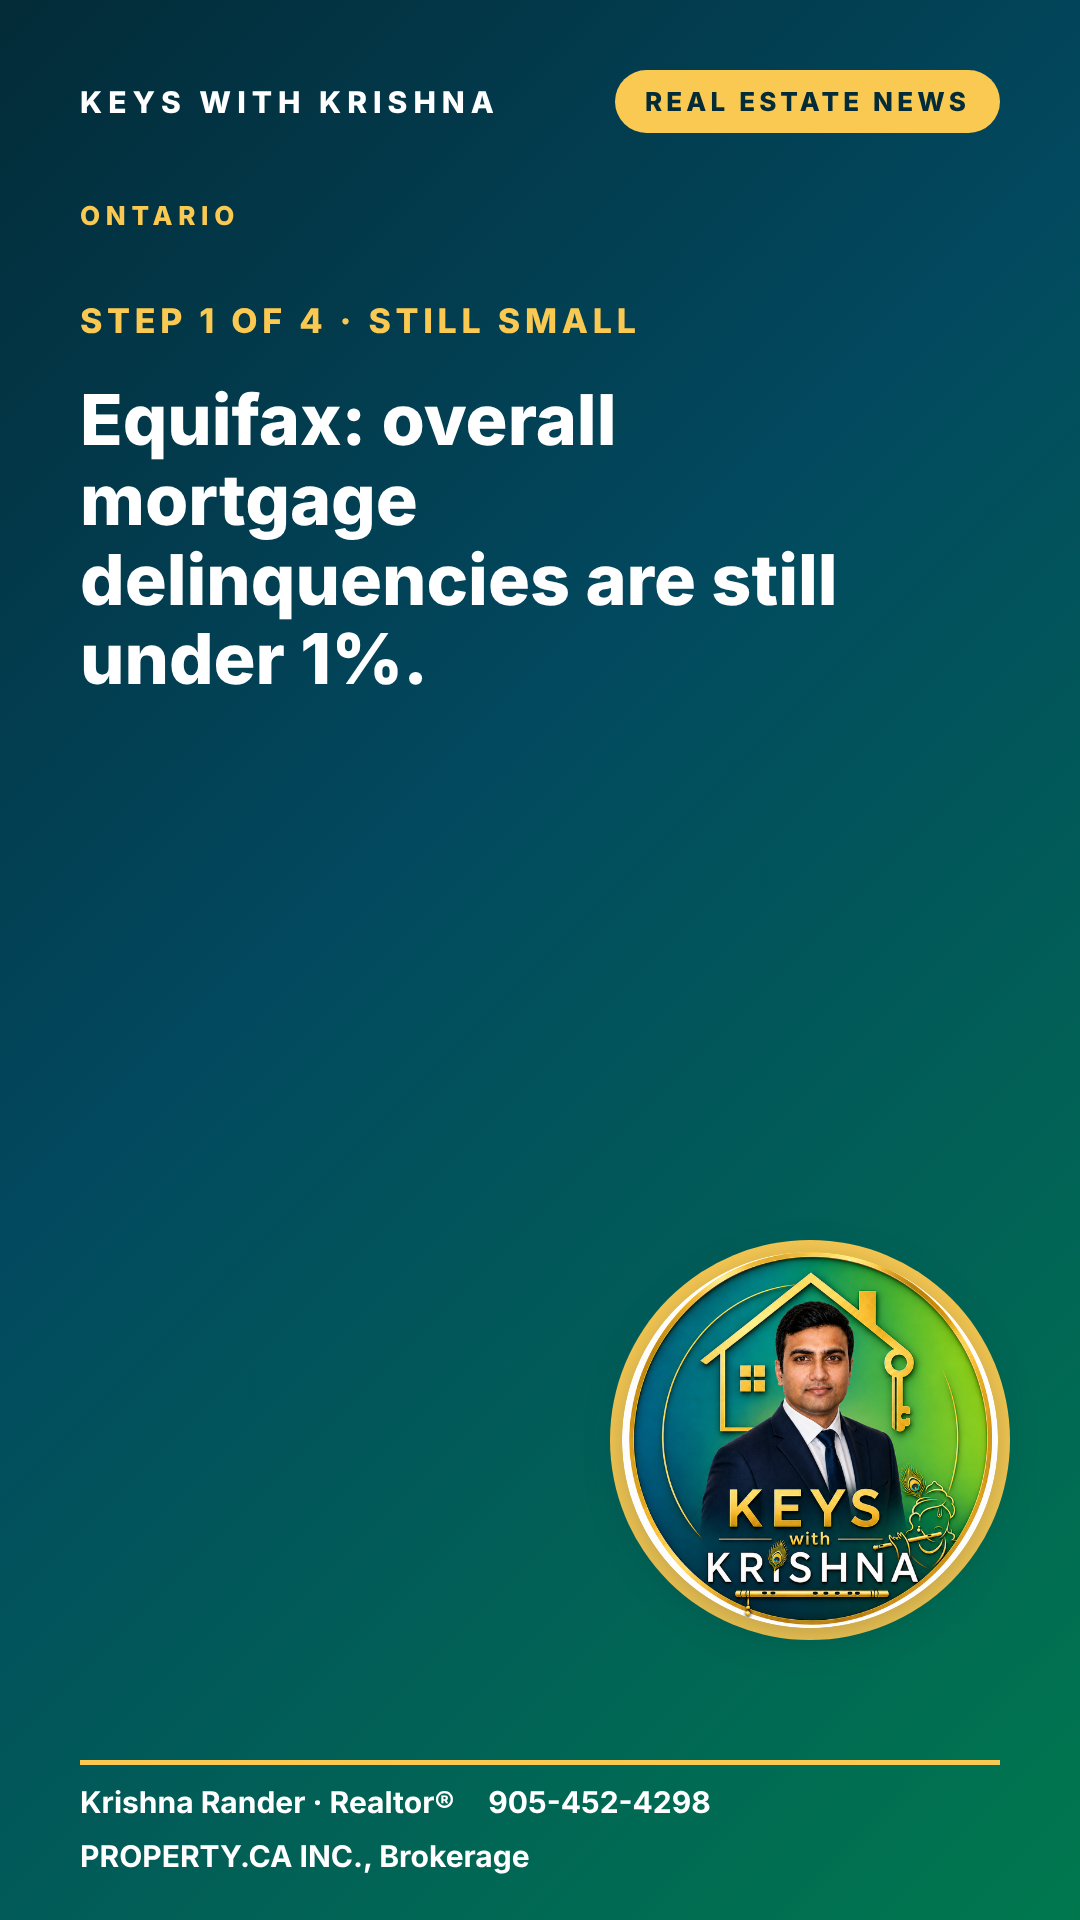 KEYS WITH KRISHNA
REAL ESTATE NEWS
ONTARIO
STEP 1 OF 4 · STILL SMALL
Equifax: overall
mortgage
delinquencies are still
under 1%.
KEYS
with
KRISHNA
Krishna Rander · Realtor® 905-452-4298
PROPERTY.CA INC., Brokerage